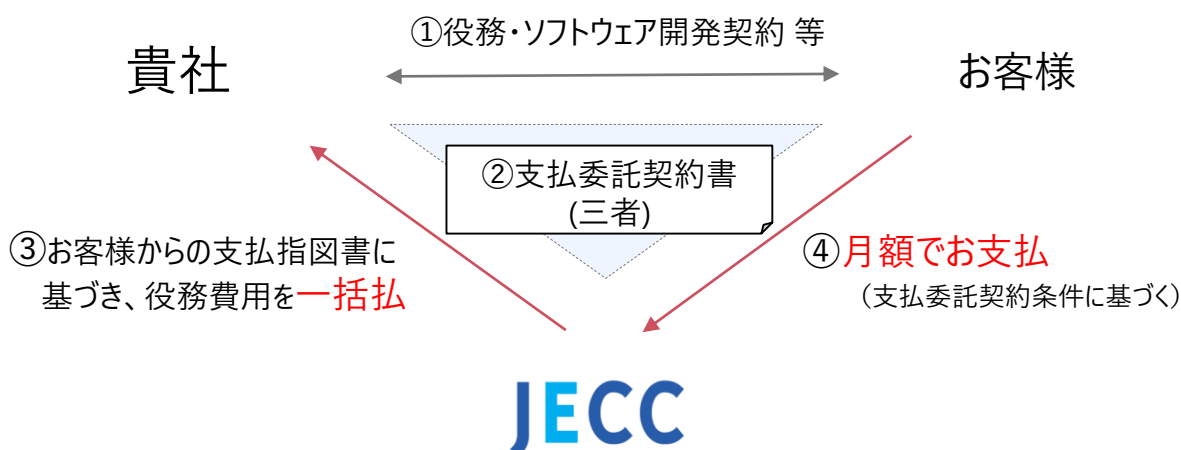 ①役務・ソフトウェア開発契約 等
貴社
お客様
②支払委託契約書
(三者)
③お客様からの支払指図書に
基づき、役務費用を一括払
④月額でお支払
（支払委託契約条件に基づく）
JECC